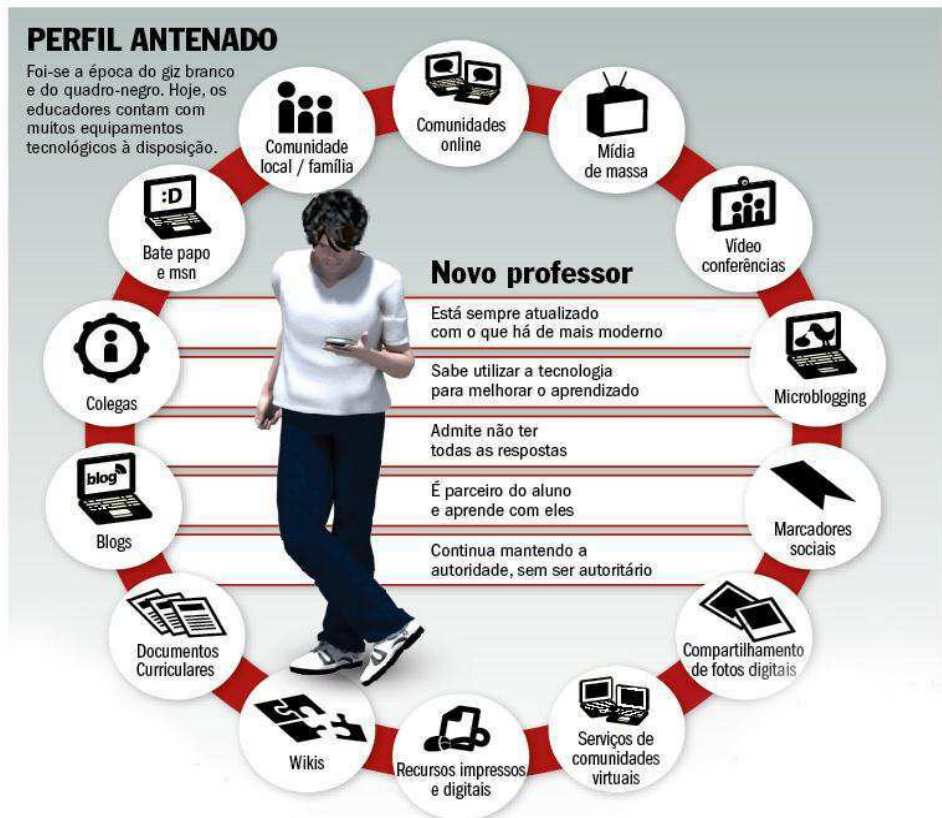 PERFIL ANTENADO
Foi-se a época do giz branco
e do quadro-negro. Hoje, os
educadores contam com
muitos equipamentos
tecnológicos à disposição.
Comunidade
local / família
Comunidades
online
Mídia
de massa
:D
Bate papo
e msn
Vídeo
conferências
Novo professor
Está sempre atualizado
com o que há de mais moderno
Sabe utilizar a tecnologia
para melhorar o aprendizado
Admite não ter
todas as respostas
É parceiro do aluno
e aprende com eles
Continua mantendo a
autoridade, sem ser autoritário
Colegas
Microblogging
blog
Blogs
Marcadores
sociais
Documentos
Curriculares
Compartilhamento
de fotos digitais
Wikis
Recursos impressos
e digitais
Serviços de
comunidades
virtuais